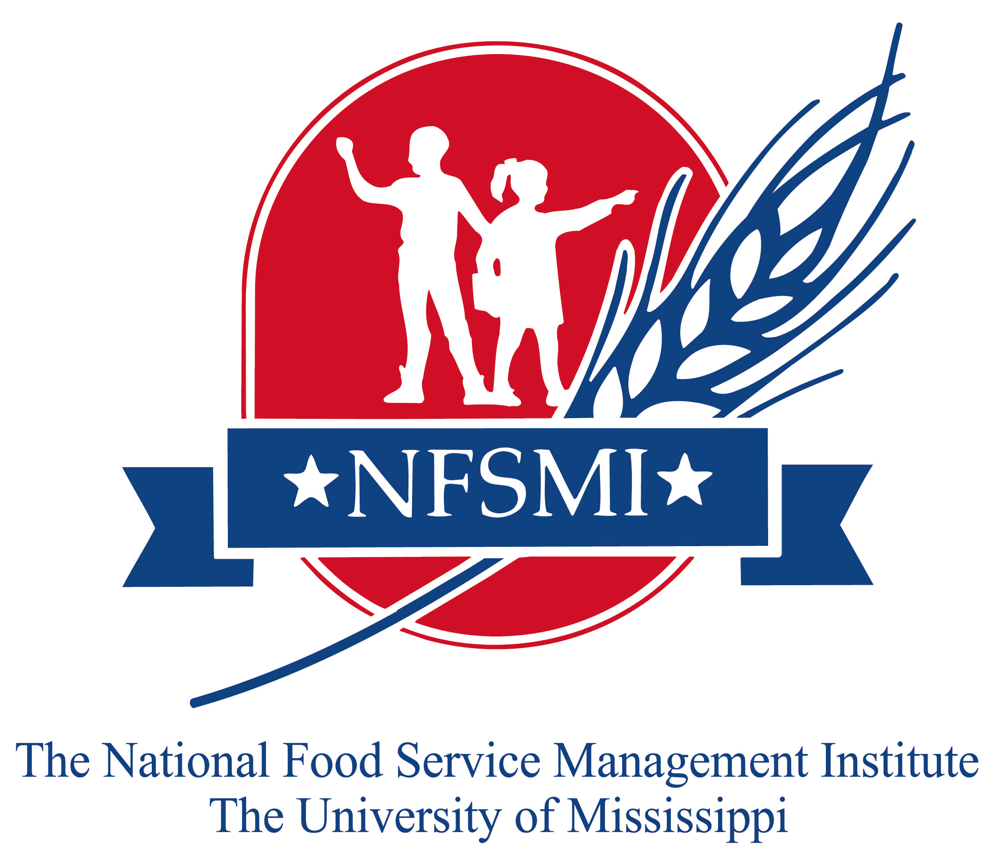 NFSMI
The National Food Service Management Institute
The University of Mississippi